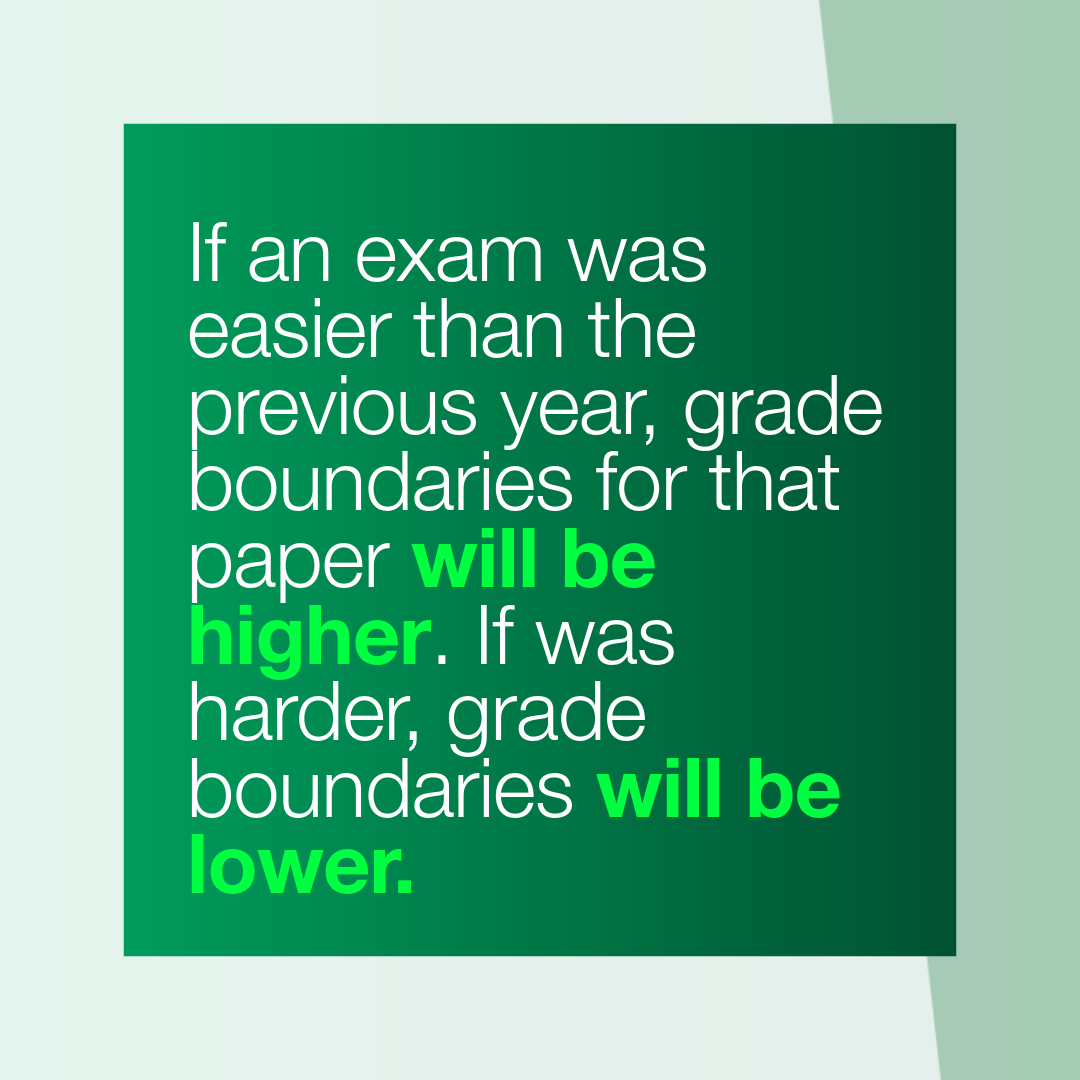 If an exam was
easier than the
previous year, grade
boundaries for that
paper will be
higher. If was
harder, grade
boundaries will be
lower.